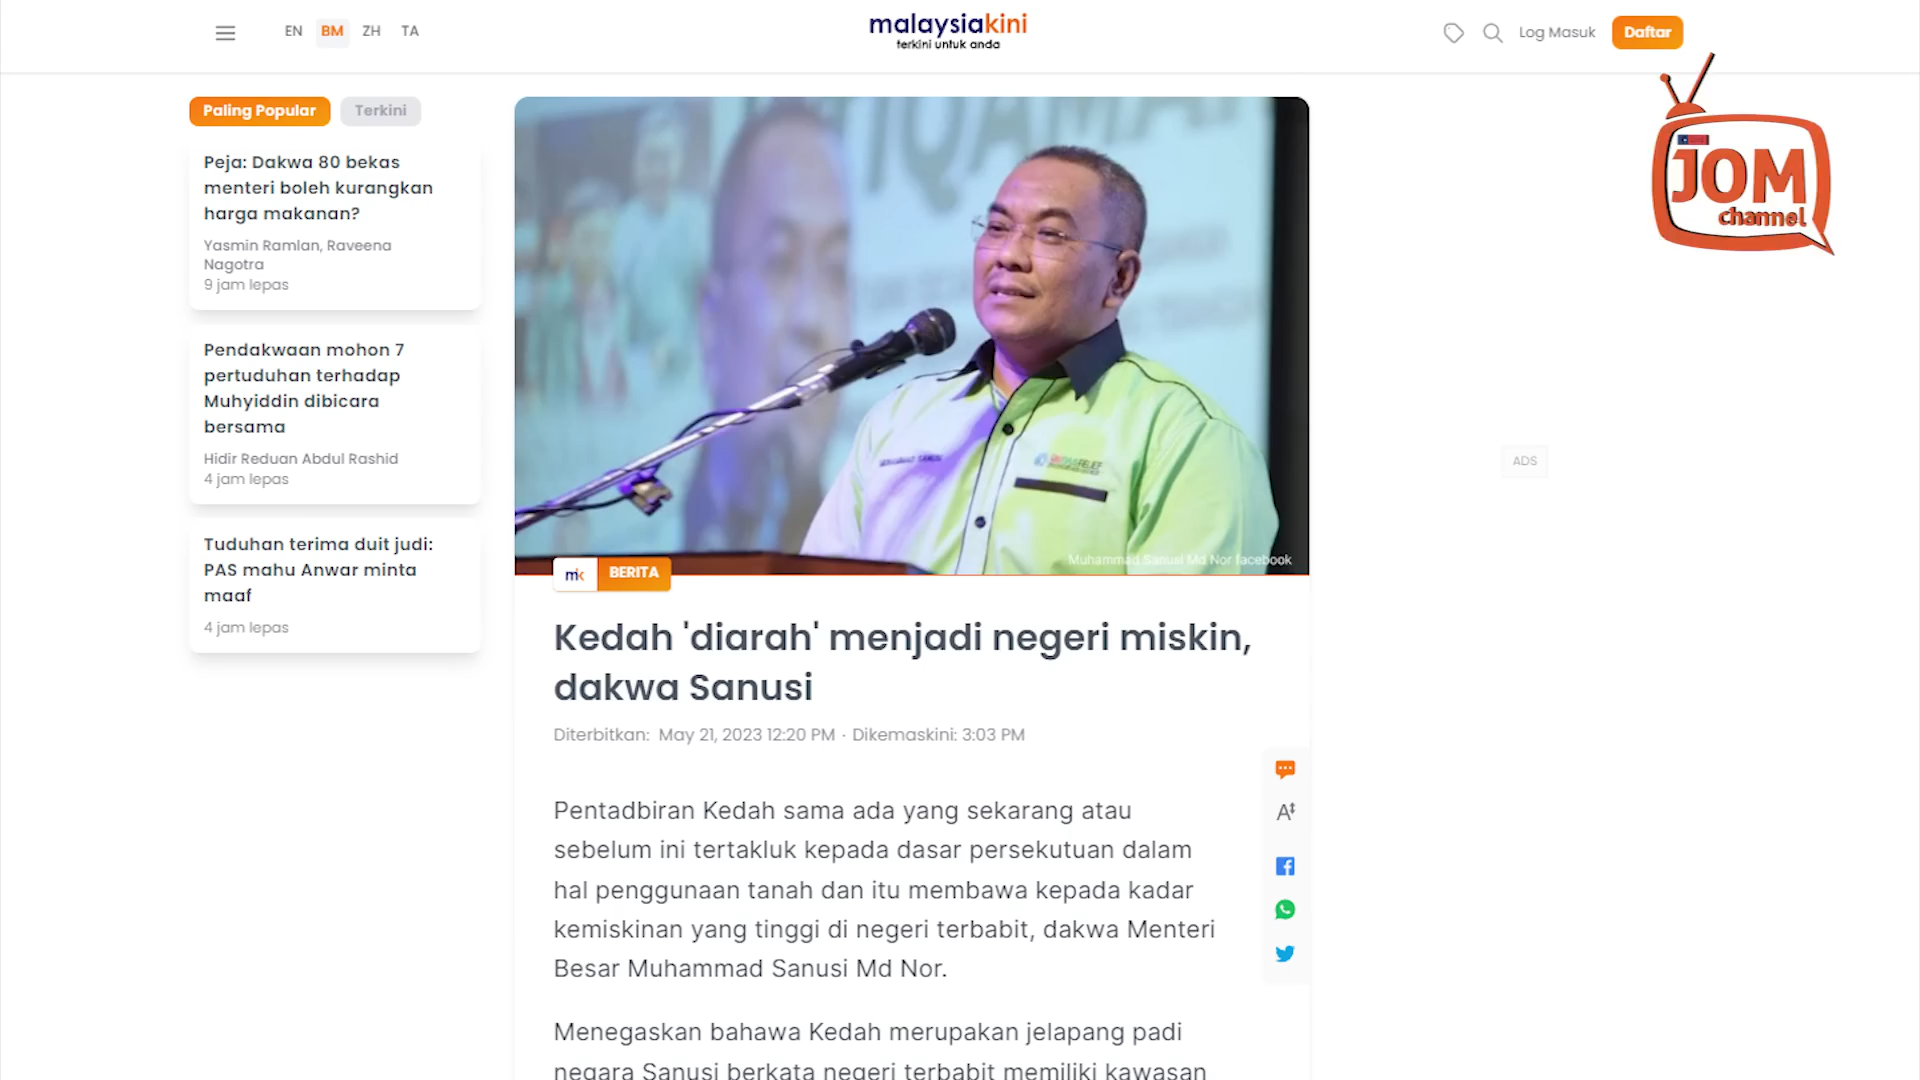 EN BM ZH TA
malaysiakini
terkini untuk anda
Log Masuk
Daftar
JOM
channel
Paling Popular
Terkini
Peja: Dakwa 80 bekas
menteri boleh kurangkan
harga makanan?
Yasmin Ramlan, Raveena
Nagotra
9 jam lepas
Pendakwaan mohon 7
pertuduhan terhadap
Muhyiddin dibicara
bersama
Hidir Reduan Abdul Rashid
4 jam lepas
Tuduhan terima duit judi:
PAS mahu Anwar minta
maaf
4 jam lepas
IQAMA
MUHAMMAD SANUSI
Muhammad Sanusi Md Nor facebook
mk BERITA
Kedah 'diarah' menjadi negeri miskin,
dakwa Sanusi
Diterbitkan: May 21, 2023 12:20 PM · Dikemaskini: 3:03 PM
Pentadbiran Kedah sama ada yang sekarang atau
sebelum ini tertakluk kepada dasar persekutuan dalam
hal penggunaan tanah dan itu membawa kepada kadar
kemiskinan yang tinggi di negeri terbabit, dakwa Menteri
Besar Muhammad Sanusi Md Nor.
Menegaskan bahawa Kedah merupakan jelapang padi
negara Sanusi berkata negeri terbabit memiliki kawasan
ADS